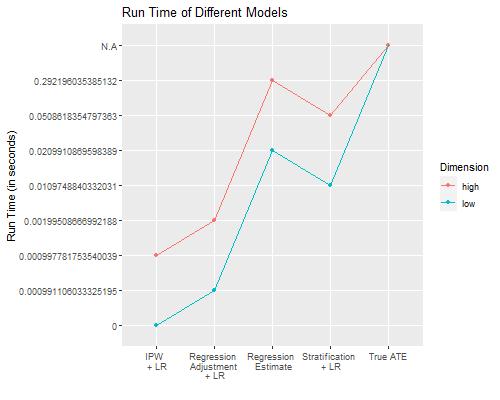 Run Time of Different Models
Run Time (in seconds)
N.A
0.292196035385132
0.0508618354797363
0.0209910869598389
0.0109748840332031
0.00199508666992188
0.000997781753540039
0.000991106033325195
0
IPW
+ LR
Regression
Adjustment
+ LR
Regression
Estimate
Stratification
+ LR
True ATE
Dimension
high
low